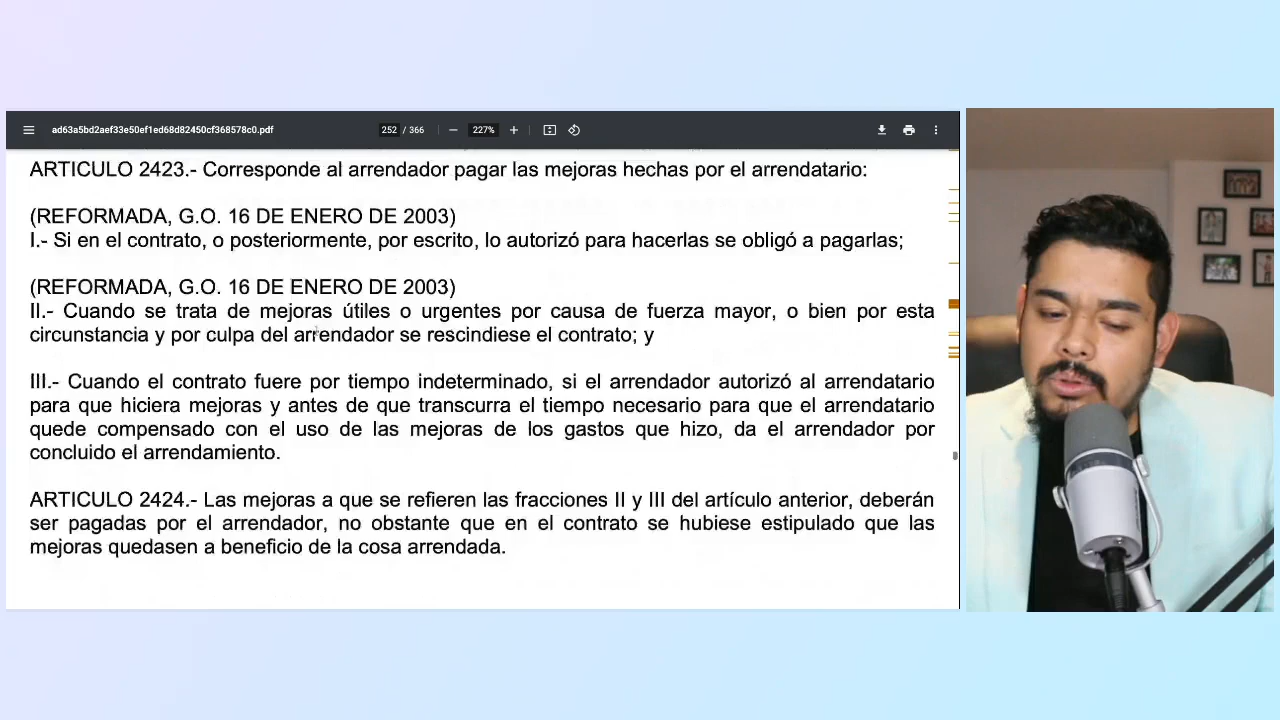 ad63a5bd2aef33e50ef1ed68d82450cf368578c0.pdf
252 / 366
227%
ARTICULO 2423.- Corresponde al arrendador pagar las mejoras hechas por el arrendatario:
(REFORMADA, G.O. 16 DE ENERO DE 2003)
I.- Si en el contrato, o posteriormente, por escrito, lo autorizó para hacerlas se obligó a pagarlas;
(REFORMADA, G.O. 16 DE ENERO DE 2003)
II.- Cuando se trata de mejoras útiles o urgentes por causa de fuerza mayor, o bien por esta
circunstancia y por culpa del arrendador se rescindiese el contrato; y
III.- Cuando el contrato fuere por tiempo indeterminado, si el arrendador autorizó al arrendatario
para que hiciera mejoras y antes de que transcurra el tiempo necesario para que el arrendatario
quede compensado con el uso de las mejoras de los gastos que hizo, da el arrendador por
concluido el arrendamiento.
ARTICULO 2424.- Las mejoras a que se refieren las fracciones II y III del artículo anterior, deberán
ser pagadas por el arrendador, no obstante que en el contrato se hubiese estipulado que las
mejoras quedasen a beneficio de la cosa arrendada.